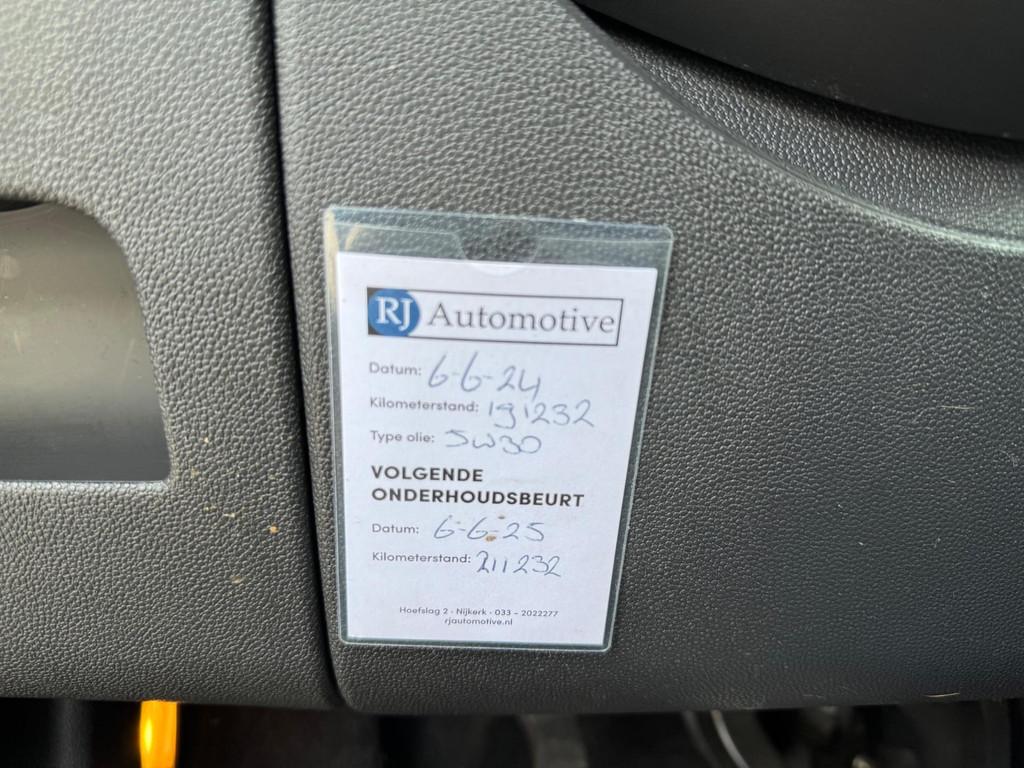 RJ Automotive
Datum: 6-6-24
Kilometerstand: 191232
Type olie: 5W30
VOLGENDE
ONDERHOUDSBEURT
Datum: 6-6-25
Kilometerstand: 211232
Hoefslag 2 - Nijkerk - 033 - 2022277
rjautomotive.nl